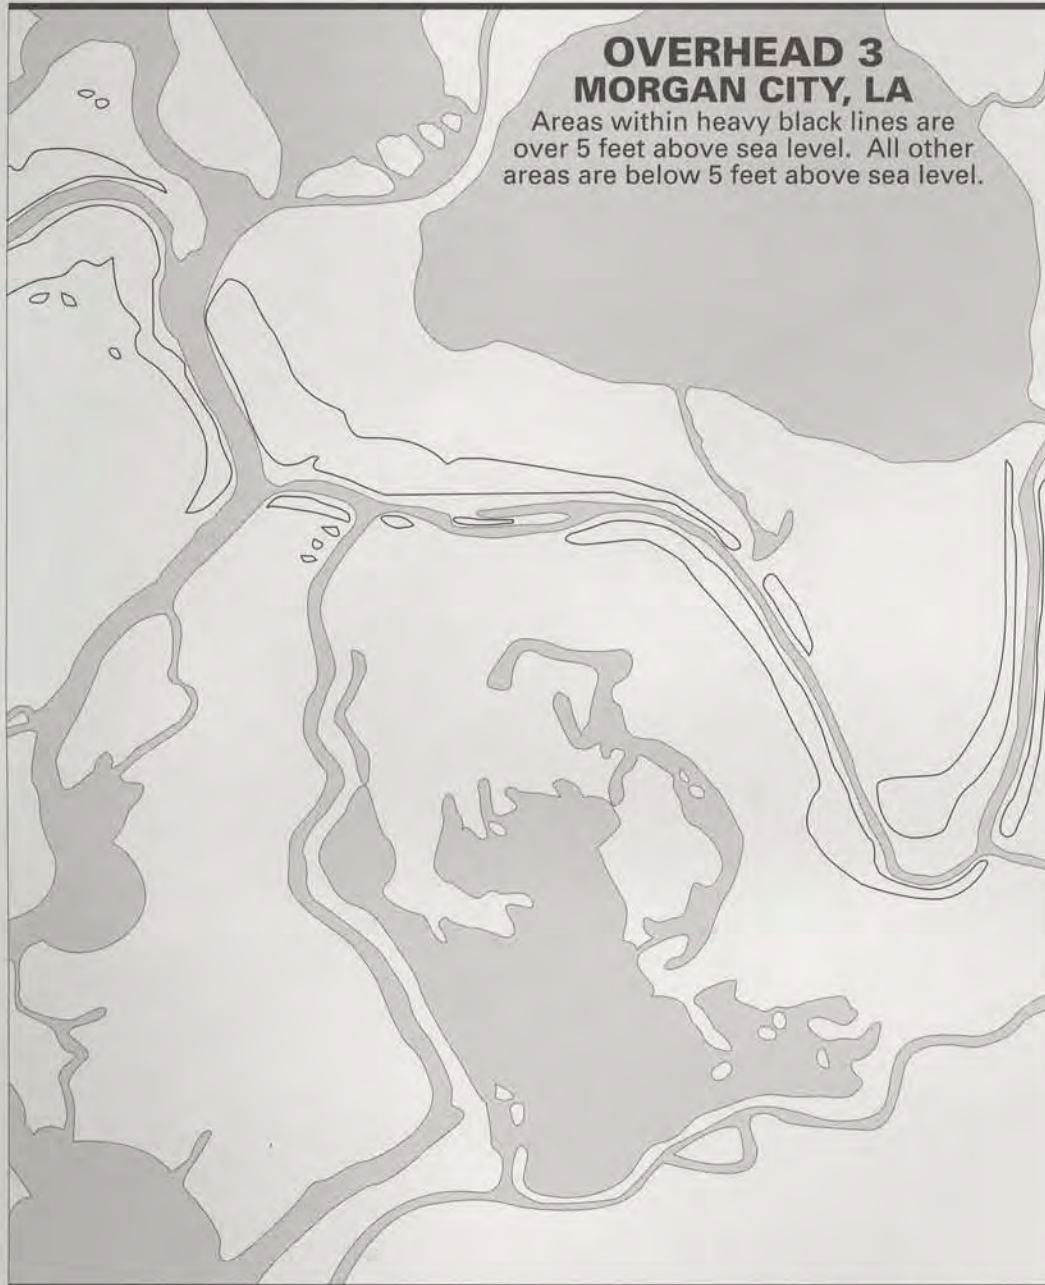 OVERHEAD 3
MORGAN CITY, LA
Areas within heavy black lines are
over 5 feet above sea level.  All other
areas are below 5 feet above sea level.